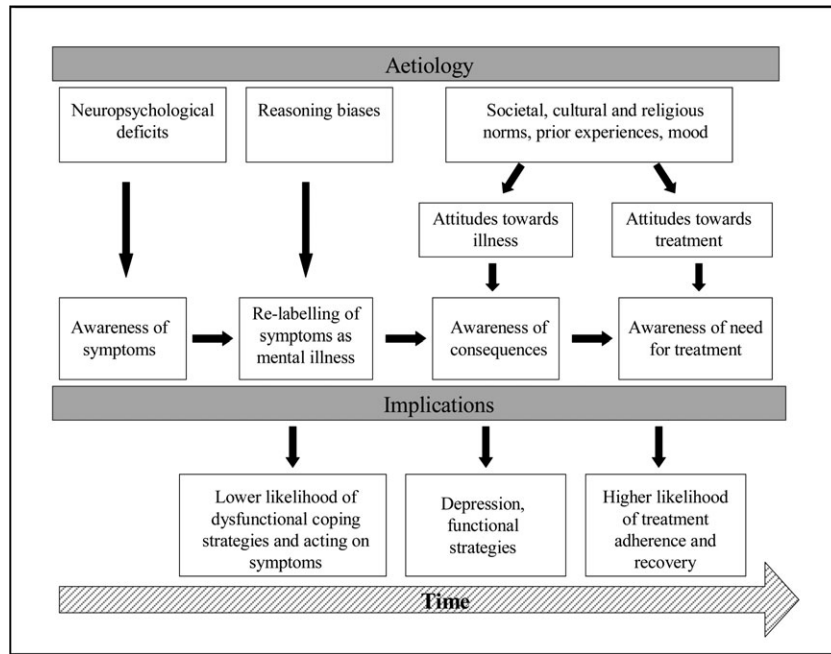 Aetiology
Neuropsychological
deficits
Reasoning biases
Societal, cultural and religious
norms, prior experiences, mood
Attitudes towards
illness
Attitudes towards
treatment
Awareness of
symptoms
Re-labelling of
symptoms as
mental illness
Awareness of
consequences
Awareness of need
for treatment
Implications
Lower likelihood of
dysfunctional coping
strategies and acting on
symptoms
Depression,
functional
strategies
Higher likelihood
of treatment
adherence and
recovery
Time